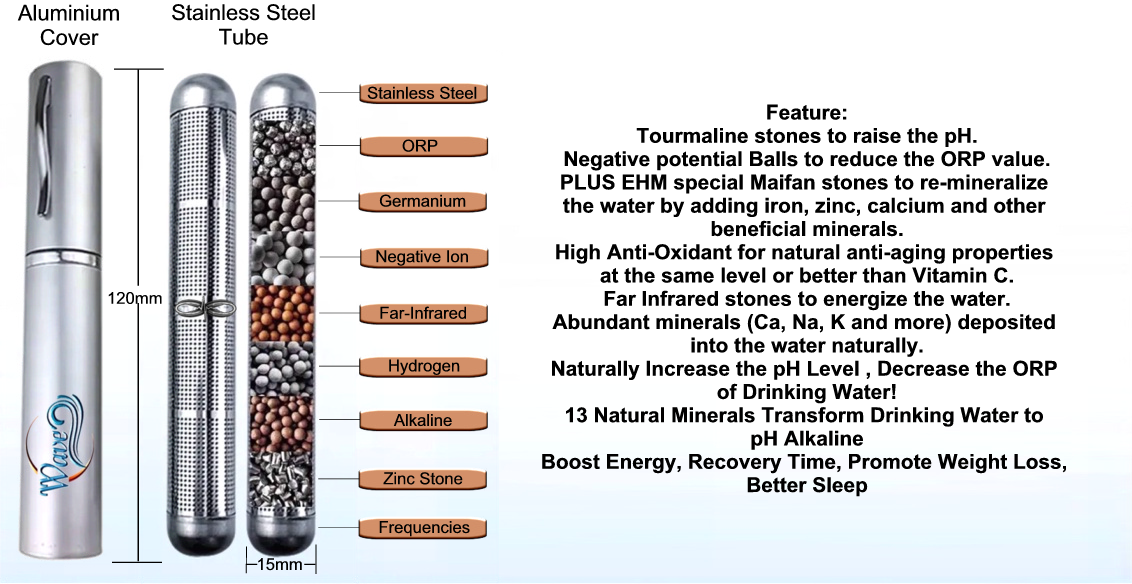 Aluminium
Cover
Stainless Steel
Tube
Stainless Steel
ORP
Germanium
Negative Ion
120mm
Far-Infrared
Hydrogen
Alkaline
Wave
Zinc Stone
Frequencies
15mm
Feature:
Tourmaline stones to raise the pH.
Negative potential Balls to reduce the ORP value.
PLUS EHM special Maifan stones to re-mineralize
the water by adding iron, zinc, calcium and other
beneficial minerals.
High Anti-Oxidant for natural anti-aging properties
at the same level or better than Vitamin C.
Far Infrared stones to energize the water.
Abundant minerals (Ca, Na, K and more) deposited
into the water naturally.
Naturally Increase the pH Level , Decrease the ORP
of Drinking Water!
13 Natural Minerals Transform Drinking Water to
pH Alkaline
Boost Energy, Recovery Time, Promote Weight Loss,
Better Sleep